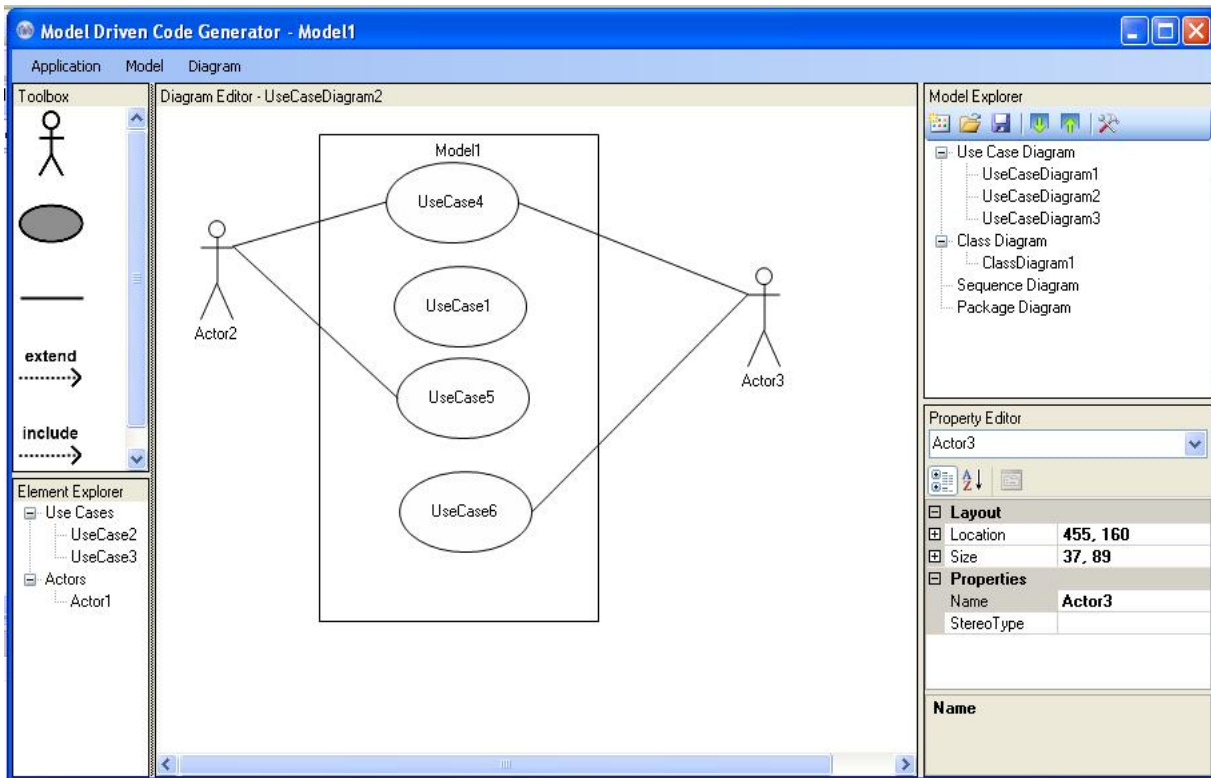 Model Driven Code Generator - Model1
Application Model Diagram
Toolbox
extend
include
Element Explorer
Use Cases
UseCase2
UseCase3
Actors
Actor1
Diagram Editor - UseCaseDiagram2
Model1
UseCase4
Actor2
UseCase1
Actor3
UseCase5
UseCase6
Model Explorer
Use Case Diagram
UseCaseDiagram1
UseCaseDiagram2
UseCaseDiagram3
Class Diagram
ClassDiagram1
Sequence Diagram
Package Diagram
Property Editor
Actor3
A
Z
Layout
Location 455, 160
Size 37, 89
Properties
Name Actor3
StereoType
Name